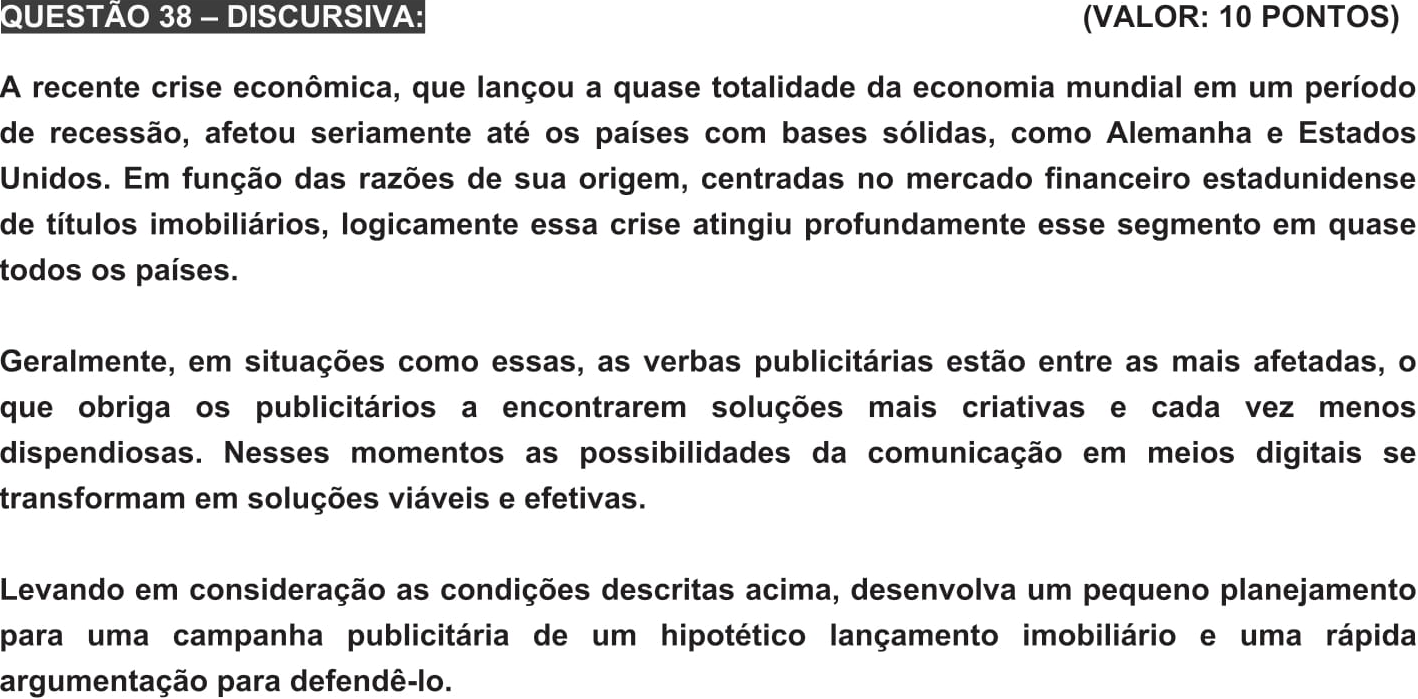 QUESTÃO 38 – DISCURSIVA: (VALOR: 10 PONTOS)
A recente crise econômica, que lançou a quase totalidade da economia mundial em um período
de recessão, afetou seriamente até os países com bases sólidas, como Alemanha e Estados
Unidos. Em função das razões de sua origem, centradas no mercado financeiro estadunidense
de títulos imobiliários, logicamente essa crise atingiu profundamente esse segmento em quase
todos os países.
Geralmente, em situações como essas, as verbas publicitárias estão entre as mais afetadas, o
que obriga os publicitários a encontrarem soluções mais criativas e cada vez menos
dispendiosas. Nesses momentos as possibilidades da comunicação em meios digitais se
transformam em soluções viáveis e efetivas.
Levando em consideração as condições descritas acima, desenvolva um pequeno planejamento
para uma campanha publicitária de um hipotético lançamento imobiliário e uma rápida
argumentação para defendê-lo.